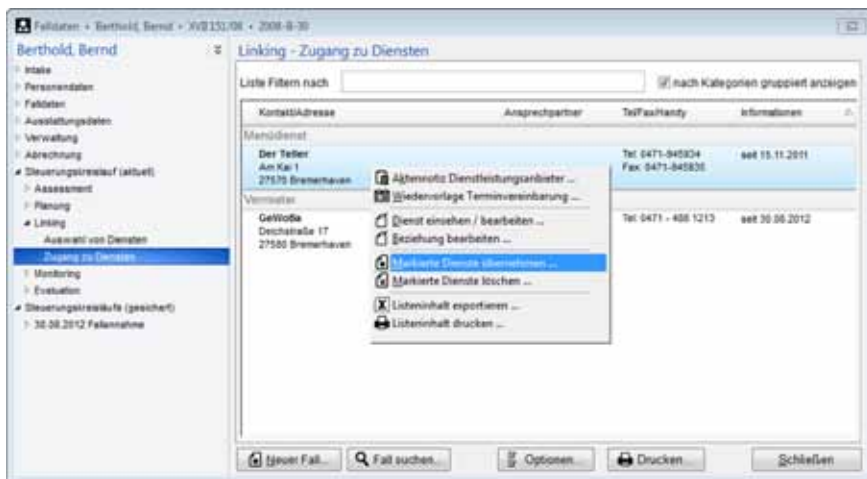 Falldaten • Berthold, Bernd • XVII151/08 • 2008-8-30
Berthold, Bernd
Intake
Personendaten
Falldaten
Ausstattungsdaten
Verwaltung
Abrechnung
Steuerungskreislauf (aktuell)
Assessment
Planung
Linking
Auswahl von Diensten
Zugang zu Diensten
Monitoring
Evaluation
Steuerungskreisläufe (gesichert)
30.08.2012 Fallannahme
Linking - Zugang zu Diensten
Liste Filtern nach
nach Kategorien gruppiert anzeigen
Kontakt/Adresse Ansprechpartner Tel/Fax/Handy Informationen
Menüdienst
Der Teller Tel: 0471-945834 seit 15.11.2011
Am Kai 1 Fax: 0471-945835
27570 Bremerhaven
Vermieter
GeWoBa Tel: 0471 - 488 1213 seit 30.08.2012
Deichstraße 17
27580 Bremerhaven
Aktennotiz Dienstleistungsanbieter ...
Wiedervorlage Terminvereinbarung ...
Dienst einsehen / bearbeiten ...
Beziehung bearbeiten ...
Markierte Dienste übernehmen ...
Markierte Dienste löschen ...
Listeninhalt exportieren ...
Listeninhalt drucken ...
Neuer Fall... Fall suchen... Optionen... Drucken... Schließen